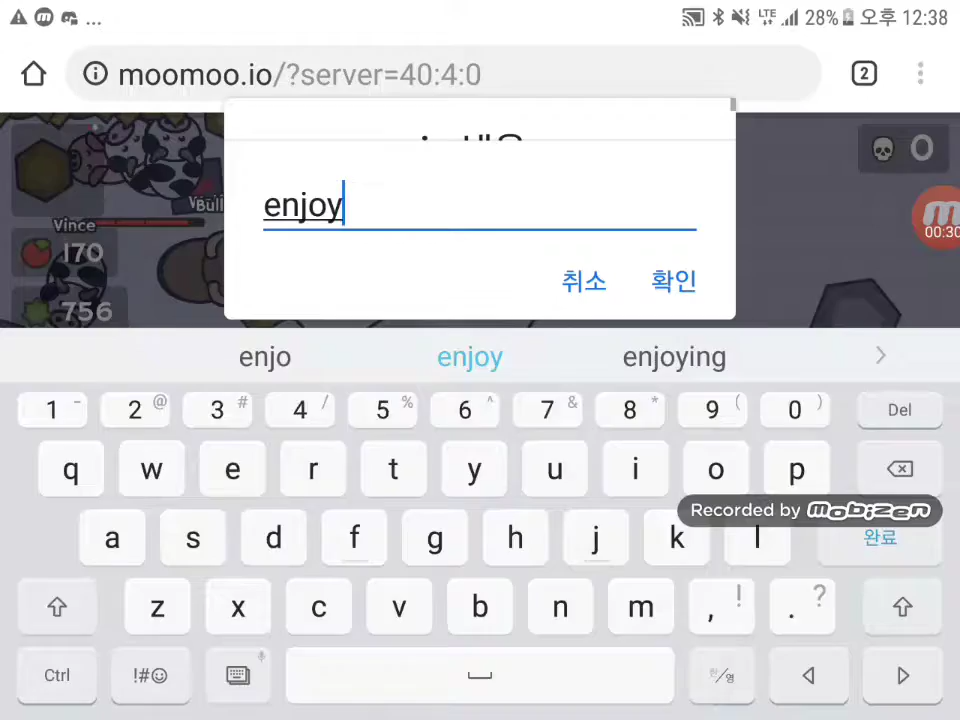 ... LTE 28% 오후 12:38
moomoo.io/?server=40:4:0 2
enjoy
취소 확인
0
Vince
170
756
00:30
enjo enjoy enjoying
1 - 2 @ 3 # 4 / 5 % 6 ^ 7 & 8 * 9 ( 0 ) Del
q w e r t y u i o p
Recorded by mobizen
a s d f g h j k l 완료
z x c v b n m , ! . ?
Ctrl !#☺ 한/영